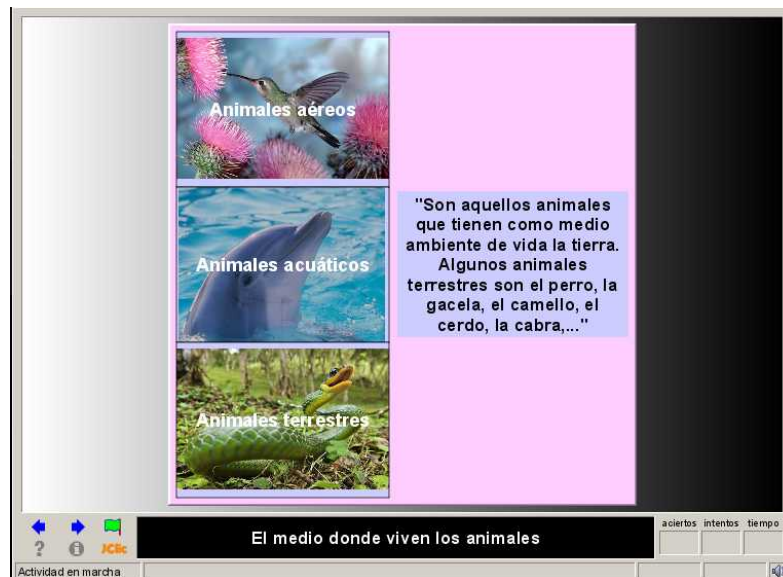 Animales aéreos
Animales acuáticos
Animales terrestres
"Son aquellos animales
que tienen como medio
ambiente de vida la tierra.
Algunos animales
terrestres son el perro, la
gacela, el camello, el
cerdo, la cabra,..."
?
i
JClic
El medio donde viven los animales
aciertos intentos tiempo
Actividad en marcha